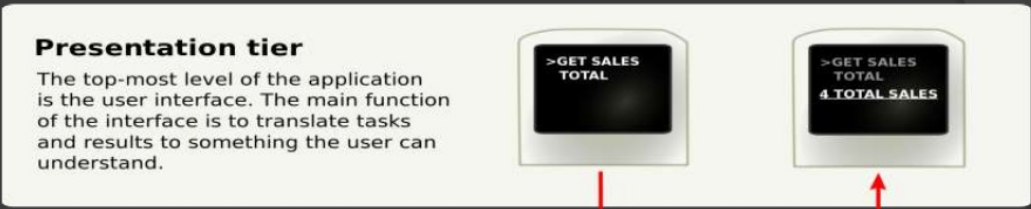 Presentation tier
The top-most level of the application
is the user interface. The main function
of the interface is to translate tasks
and results to something the user can
understand.
>GET SALES
TOTAL
>GET SALES
TOTAL
4 TOTAL SALES